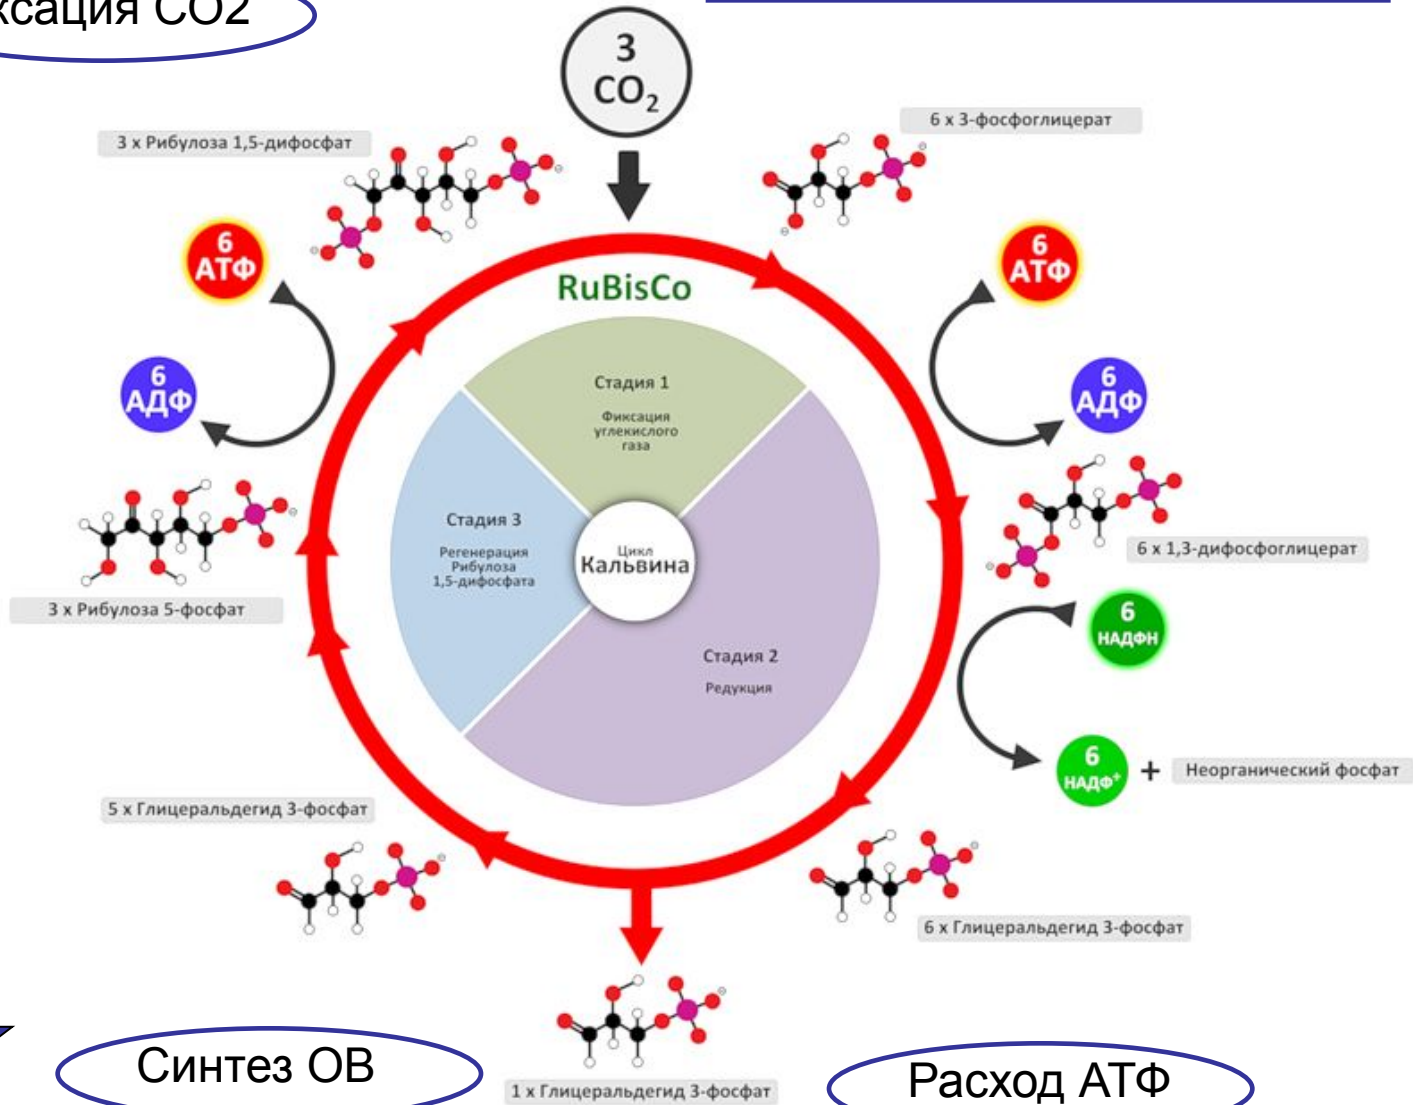 ксация СО2
3
CO₂
3 х Рибулоза 1,5-дифосфат
6 х 3-фосфоглицерат
6
АТФ
6
АДФ
RuBisCo
6
АТФ
6
АДФ
Стадия 1
Фиксация
углекислого
газа
Стадия 3
Регенерация
Рибулоза
1,5-дифосфата
Цикл
Кальвина
Стадия 2
Редукция
3 х Рибулоза 5-фосфат
6 х 1,3-дифосфоглицерат
6
НАДФН
6
НАДФ⁺
+
Неорганический фосфат
5 х Глицеральдегид 3-фосфат
6 х Глицеральдегид 3-фосфат
1 х Глицеральдегид 3-фосфат
Синтез ОВ
Расход АТФ